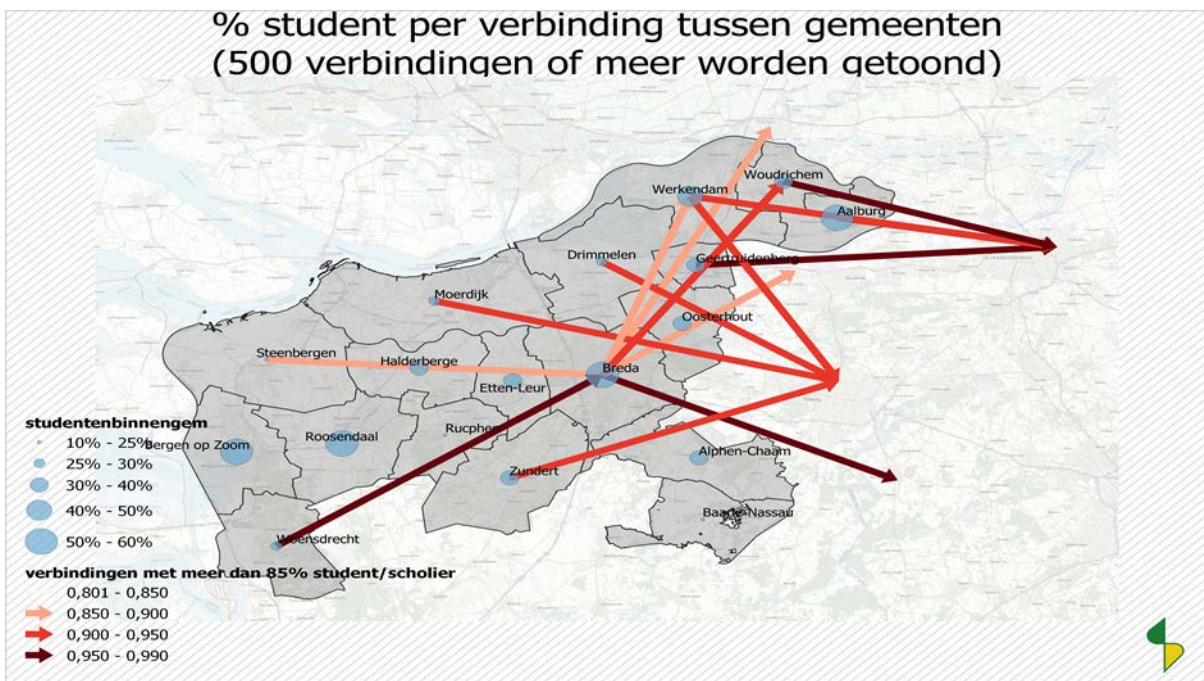 % student per verbinding tussen gemeenten
(500 verbindingen of meer worden getoond)
Woudrichem
Werkendam
Aalburg
Drimmelen
Geertruidenberg
Moerdijk
Oosterhout
Steenbergen
Halderberge
Breda
Etten-Leur
Rucphen
Roosendaal
Bergen op Zoom
Alphen-Chaam
Zundert
Baarle-Nassau
Woensdrecht
studentenbinnengem
10% - 25%
25% - 30%
30% - 40%
40% - 50%
50% - 60%
verbindingen met meer dan 85% student/scholier
0,801 - 0,850
0,850 - 0,900
0,900 - 0,950
0,950 - 0,990